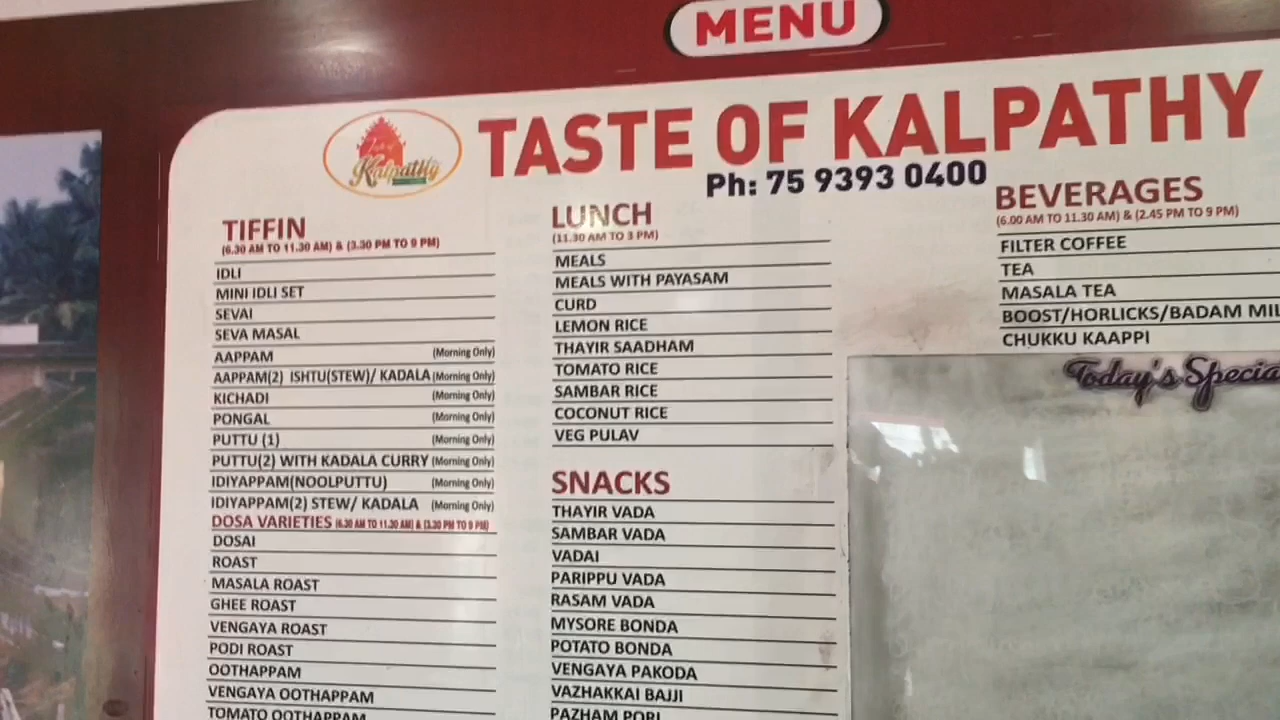 MENU
TASTE OF KALPATHY
Taste of
Kalpathy
Ph: 75 9393 0400
TIFFIN
(6.30 AM TO 11.30 AM) & (3.30 PM TO 9 PM)
IDLI
MINI IDLI SET
SEVAI
SEVA MASAL
AAPPAM (Morning Only)
AAPPAM(2) ISHTU(STEW)/ KADALA (Morning Only)
KICHADI (Morning Only)
PONGAL (Morning Only)
PUTTU (1) (Morning Only)
PUTTU(2) WITH KADALA CURRY (Morning Only)
IDIYAPPAM(NOOLPUTTU) (Morning Only)
IDIYAPPAM(2) STEW/ KADALA (Morning Only)
DOSA VARIETIES (6.30 AM TO 11.30 AM) & (3.30 PM TO 9 PM)
DOSAI
ROAST
MASALA ROAST
GHEE ROAST
VENGAYA ROAST
PODI ROAST
OOTHAPPAM
VENGAYA OOTHAPPAM
TOMATO OOTHAPPAM
LUNCH
(11.30 AM TO 3 PM)
MEALS
MEALS WITH PAYASAM
CURD
LEMON RICE
THAYIR SAADHAM
TOMATO RICE
SAMBAR RICE
COCONUT RICE
VEG PULAV
SNACKS
THAYIR VADA
SAMBAR VADA
VADAI
PARIPPU VADA
RASAM VADA
MYSORE BONDA
POTATO BONDA
VENGAYA PAKODA
VAZHAKKAI BAJJI
PAZHAM PORI
BEVERAGES
(6.00 AM TO 11.30 AM) & (2.45 PM TO 9 PM)
FILTER COFFEE
TEA
MASALA TEA
BOOST/HORLICKS/BADAM MIL
CHUKKU KAAPPI
Today's Specia